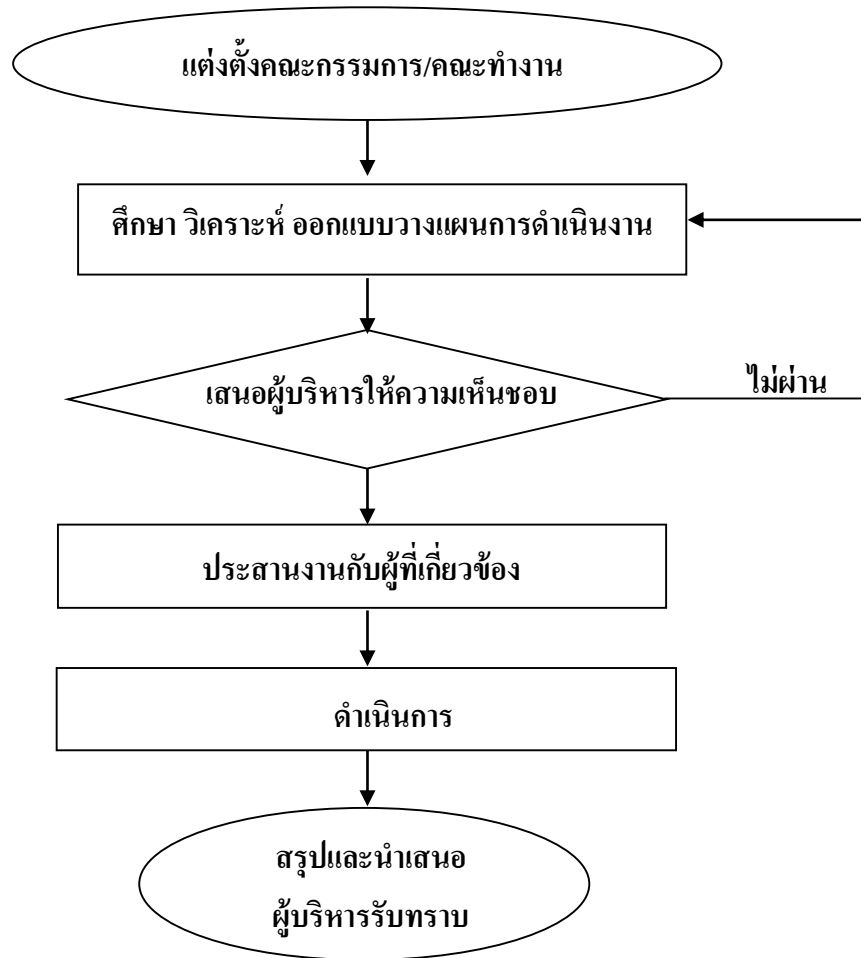 แต่งตั้งคณะกรรมการ/คณะทำงาน
ศึกษา วิเคราะห์ ออกแบบวางแผนการดำเนินงาน
เสนอผู้บริหารให้ความเห็นชอบ
ไม่ผ่าน
ประสานงานกับผู้ที่เกี่ยวข้อง
ดำเนินการ
สรุปและนำเสนอ
ผู้บริหารรับทราบ